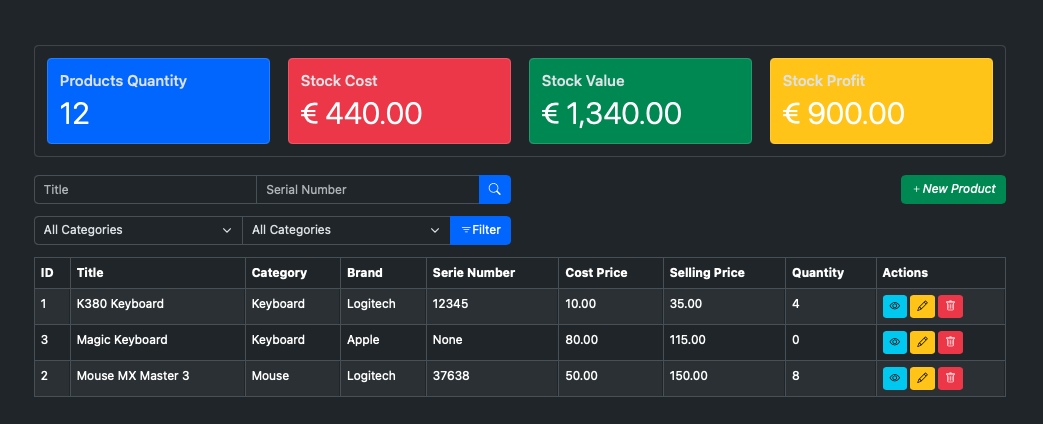 Products Quantity
12
Stock Cost
€ 440.00
Stock Value
€ 1,340.00
Stock Profit
€ 900.00
Title Serial Number + New Product
All Categories All Categories Filter
ID Title Category Brand Serie Number Cost Price Selling Price Quantity Actions
1 K380 Keyboard Keyboard Logitech 12345 10.00 35.00 4
3 Magic Keyboard Keyboard Apple None 80.00 115.00 0
2 Mouse MX Master 3 Mouse Logitech 37638 50.00 150.00 8